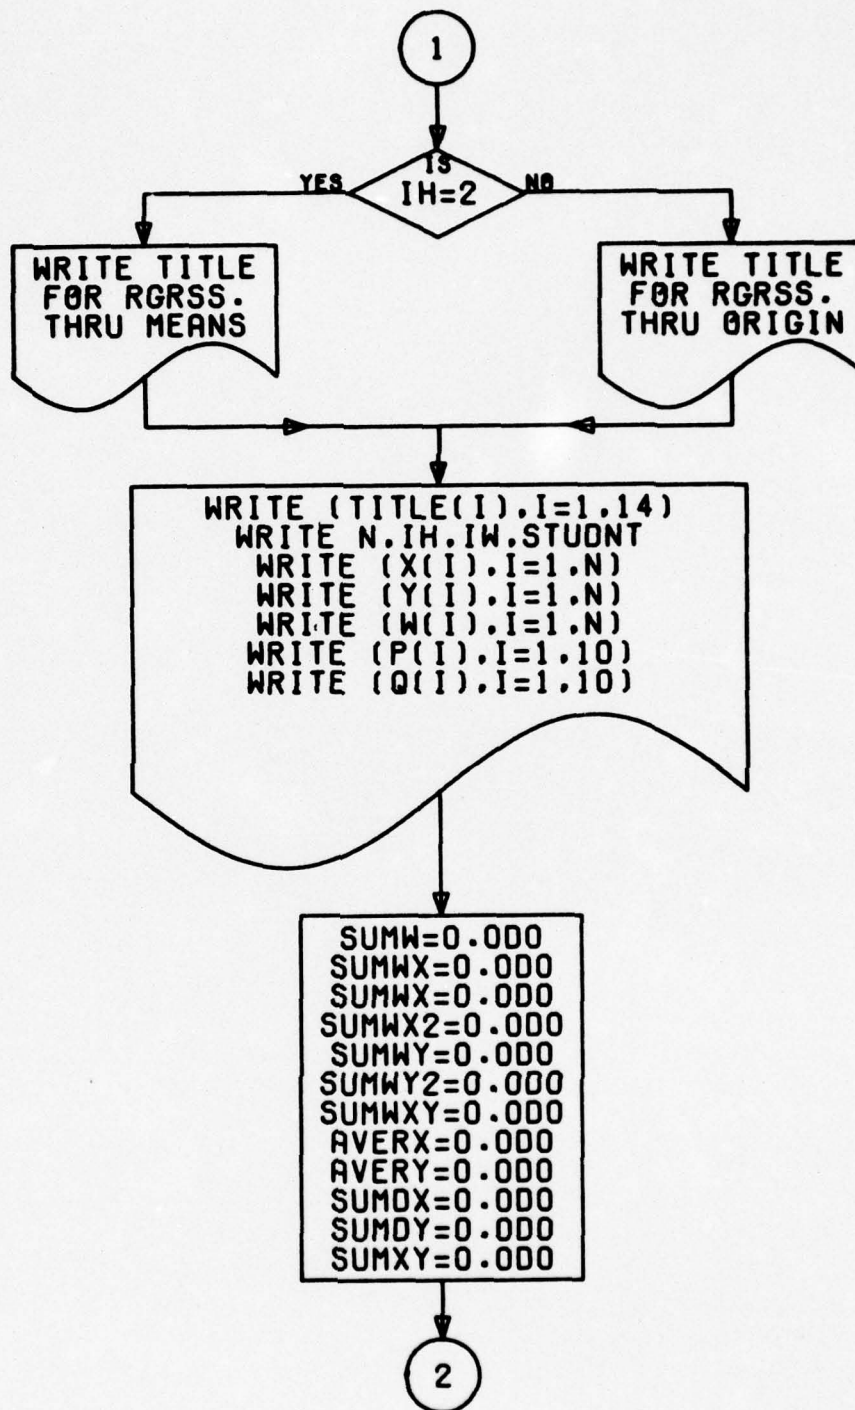 1
IS
IH=2
YES
NO
WRITE TITLE
FOR RGRSS.
THRU MEANS
WRITE TITLE
FOR RGRSS.
THRU ORIGIN
WRITE (TITLE(I).I=1.14)
WRITE N.IH.IW.STUDNT
WRITE (X(I).I=1.N)
WRITE (Y(I).I=1.N)
WRITE (W(I).I=1.N)
WRITE (P(I).I=1.10)
WRITE (Q(I).I=1.10)
SUMW=0.0D0
SUMWX=0.0D0
SUMWX=0.0D0
SUMWX2=0.0D0
SUMWY=0.0D0
SUMWY2=0.0D0
SUMWXY=0.0D0
AVERX=0.0D0
AVERY=0.0D0
SUMDX=0.0D0
SUMDY=0.0D0
SUMXY=0.0D0
2